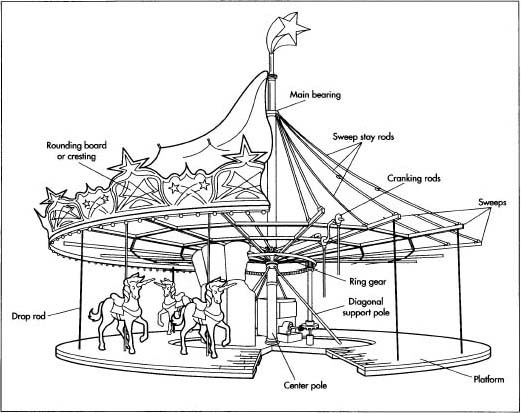 Main bearing
Sweep stay rods
Rounding board
or cresting
Cranking rods
Sweeps
Ring gear
Diagonal
support pole
Drop rod
Platform
Center pole